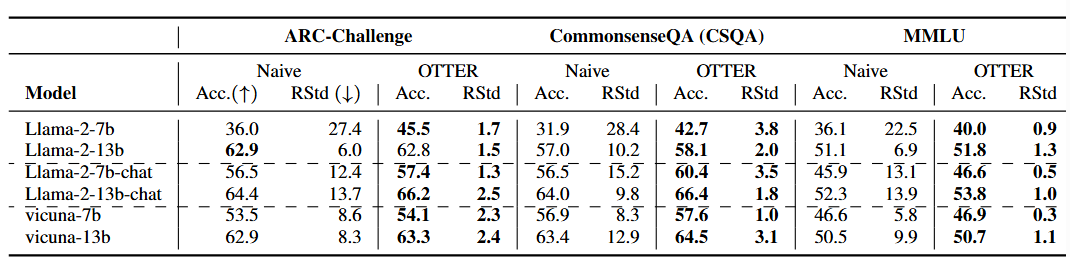 ARC-Challenge CommonsenseQA (CSQA) MMLU
Naive OTTER Naive OTTER Naive OTTER
Model Acc.(↑) RStd (↓) Acc. RStd Acc. RStd Acc. RStd Acc. RStd Acc. RStd
Llama-2-7b 36.0 27.4 45.5 1.7 31.9 28.4 42.7 3.8 36.1 22.5 40.0 0.9
Llama-2-13b 62.9 6.0 62.8 1.5 57.0 10.2 58.1 2.0 51.1 6.9 51.8 1.3
Llama-2-7b-chat 56.5 12.4 57.4 1.3 56.5 15.2 60.4 3.5 45.9 13.1 46.6 0.5
Llama-2-13b-chat 64.4 13.7 66.2 2.5 64.0 9.8 66.4 1.8 52.3 13.9 53.8 1.0
vicuna-7b 53.5 8.6 54.1 2.3 56.9 8.3 57.6 1.0 46.6 5.8 46.9 0.3
vicuna-13b 62.9 8.3 63.3 2.4 63.4 12.9 64.5 3.1 50.5 9.9 50.7 1.1